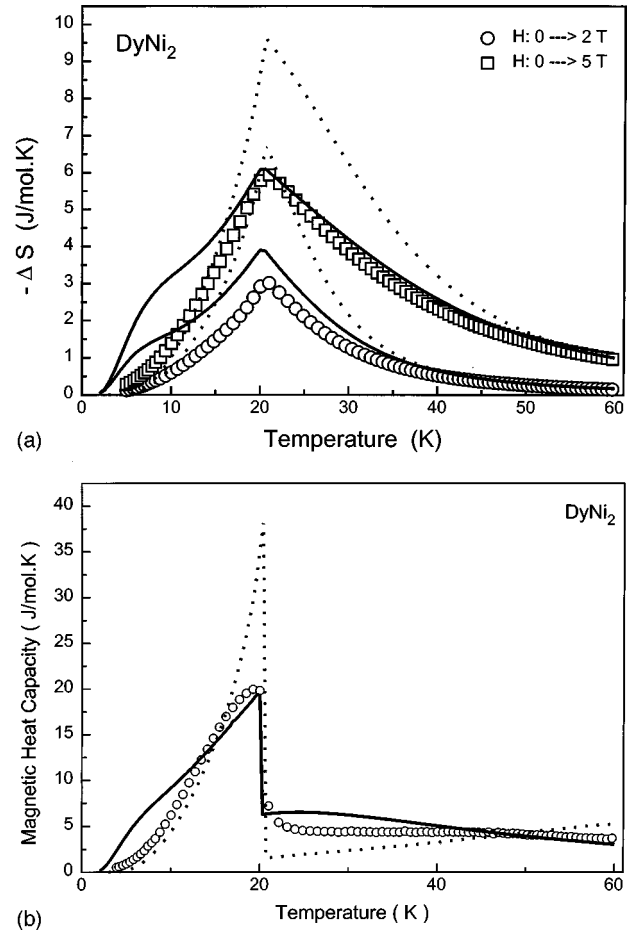 DyNi2
H: 0 ---> 2 T
H: 0 ---> 5 T
10
9
8
7
6
5
4
3
2
1
0
- Δ S (J/mol.K)
0 10 20 30 40 50 60
Temperature (K)
(a)
DyNi2
40
35
30
25
20
15
10
5
0
Magnetic Heat Capacity ( J/mol.K)
0 20 40 60
Temperature ( K )
(b)